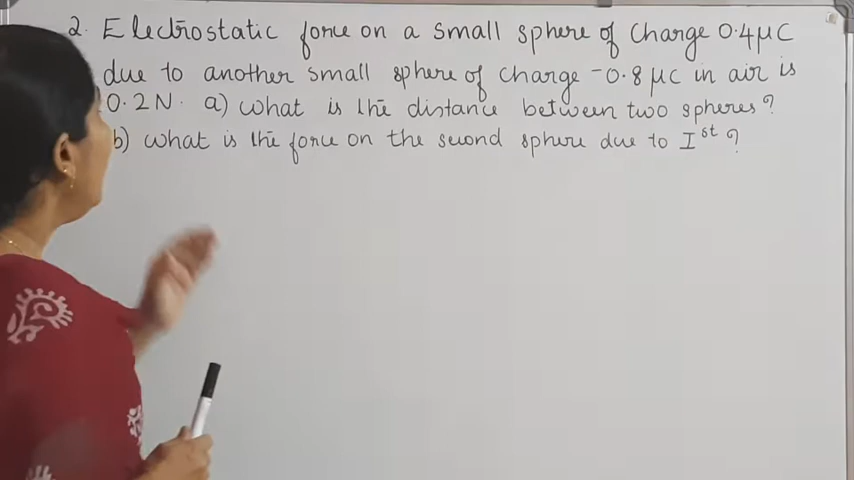 2. Electrostatic force on a small sphere of charge 0.4μC
due to another small sphere of charge -0.8 μC in air is
0.2N. a) what is the distance between two spheres?
b) what is the force on the second sphere due to Ist ?